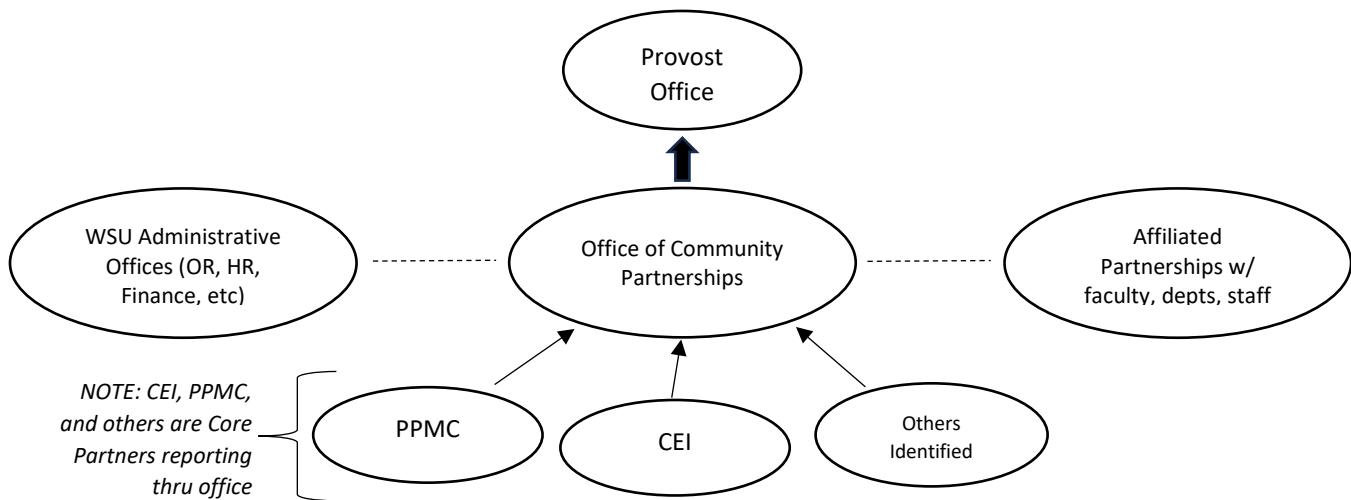 Provost
Office
WSU Administrative
Offices (OR, HR,
Finance, etc)
Office of Community
Partnerships
Affiliated
Partnerships w/
faculty, depts, staff
NOTE: CEI, PPMC,
and others are Core
Partners reporting
thru office
PPMC
CEI
Others
Identified